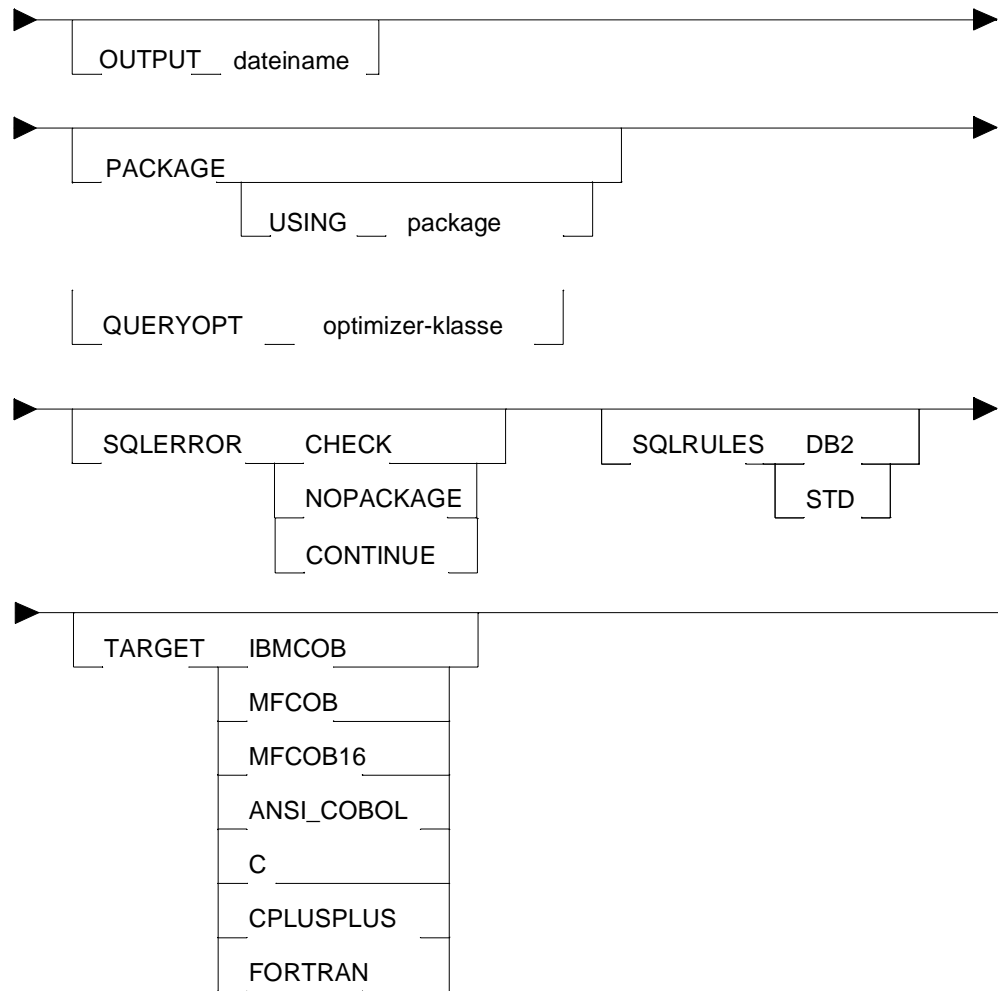 OUTPUT dateiname
PACKAGE
USING package
QUERYOPT optimizer-klasse
SQLERROR CHECK SQLRULES DB2
NOPACKAGE STD
CONTINUE
TARGET IBMCOB
MFCOB
MFCOB16
ANSI_COBOL
C
CPLUSPLUS
FORTRAN